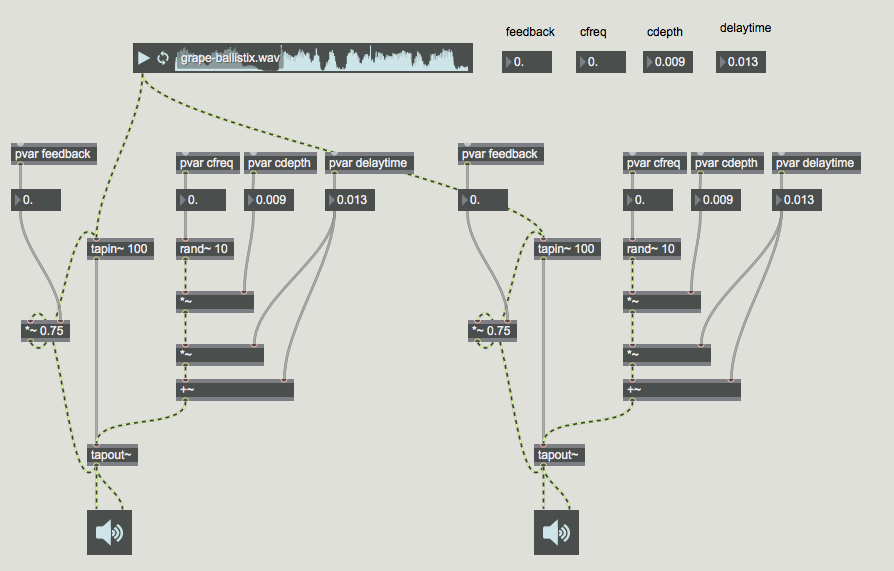 feedback cfreq cdepth delaytime
grape-ballistix.wav
0. 0. 0.009 0.013
pvar feedback pvar cfreq pvar cdepth pvar delaytime pvar feedback pvar cfreq pvar cdepth pvar delaytime
0. 0. 0.009 0.013 0. 0. 0.009 0.013
tapin~ 100 rand~ 10 tapin~ 100 rand~ 10
*~ *~
*~ 0.75 *~ 0.75
*~ *~
+~ +~
tapout~ tapout~